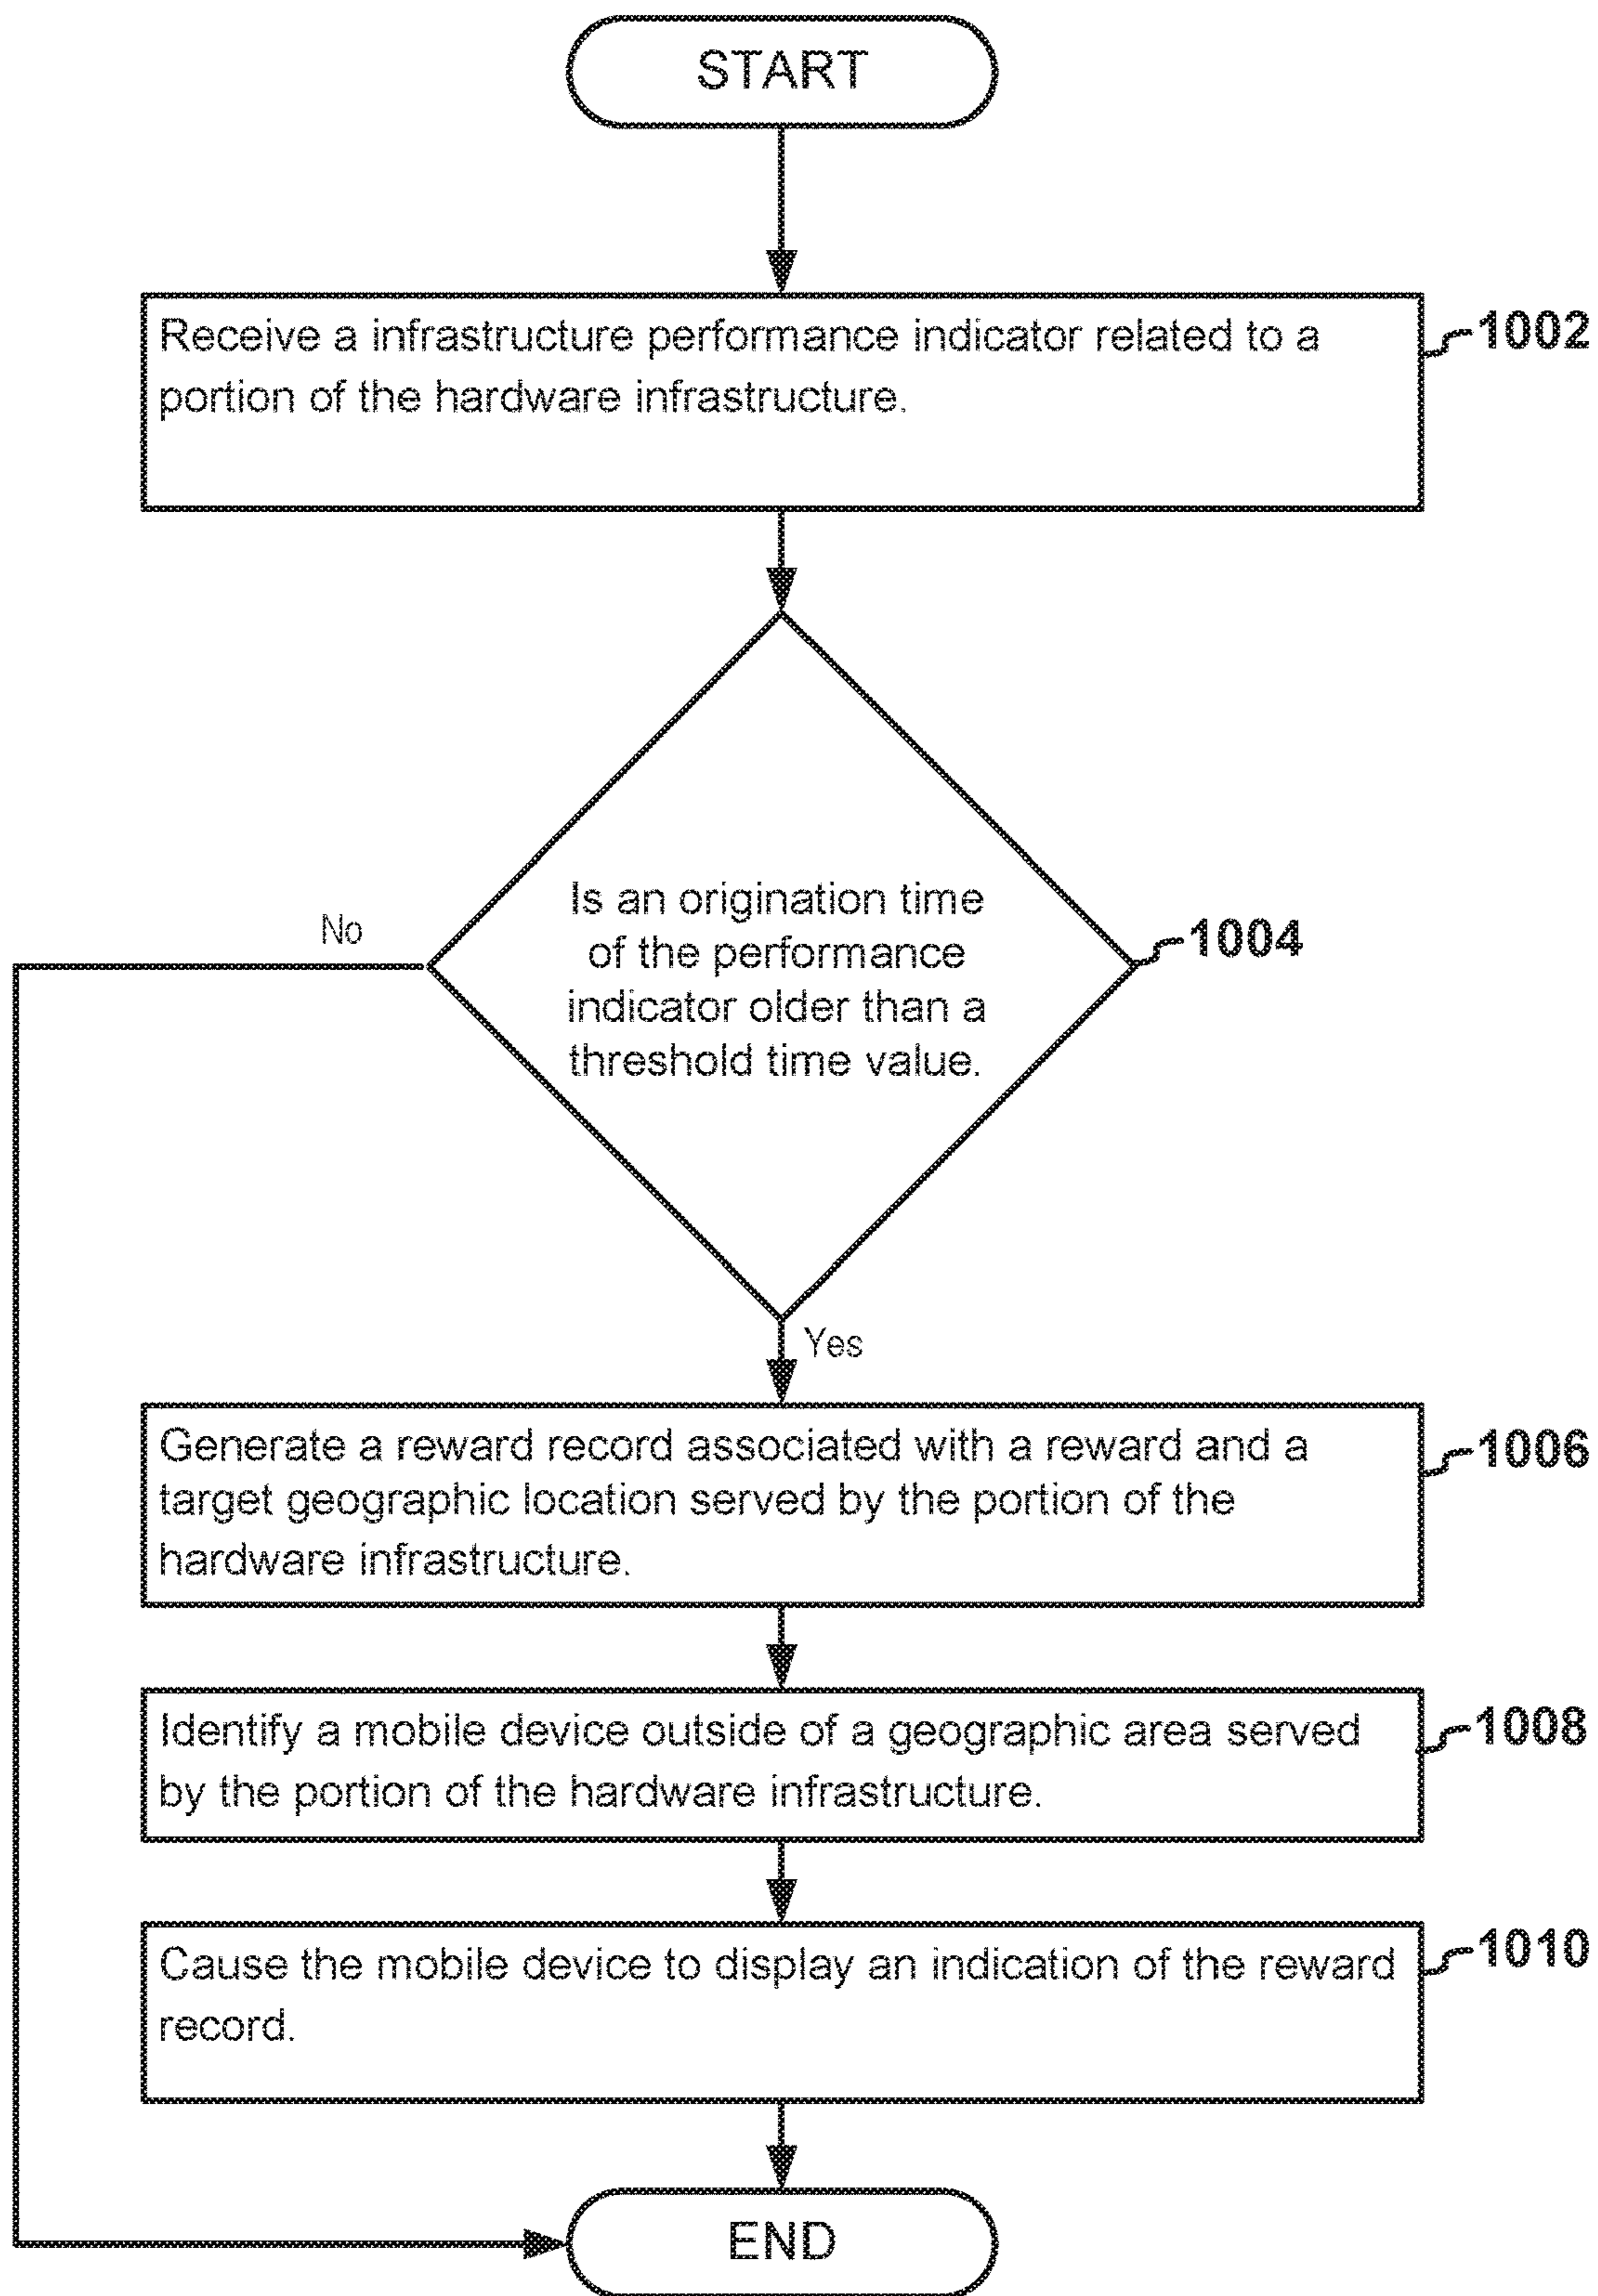 START
Receive a infrastructure performance indicator related to a
portion of the hardware infrastructure.
1002
Is an origination time
of the performance
indicator older than a
threshold time value.
1004
No
Yes
Generate a reward record associated with a reward and a
target geographic location served by the portion of the
hardware infrastructure.
1006
Identify a mobile device outside of a geographic area served
by the portion of the hardware infrastructure.
1008
Cause the mobile device to display an indication of the reward
record.
1010
END